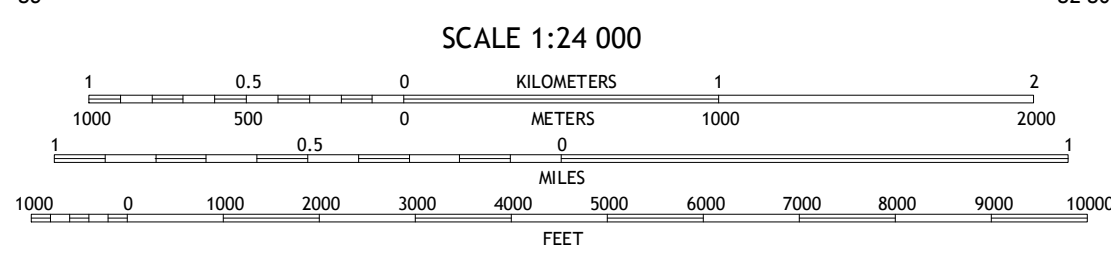 SCALE 1:24 000
1 0.5 0 KILOMETERS 1 2
1000 500 0 METERS 1000 2000
1 0.5 0 1
MILES
1000 0 1000 2000 3000 4000 5000 6000 7000 8000 9000 10000
FEET